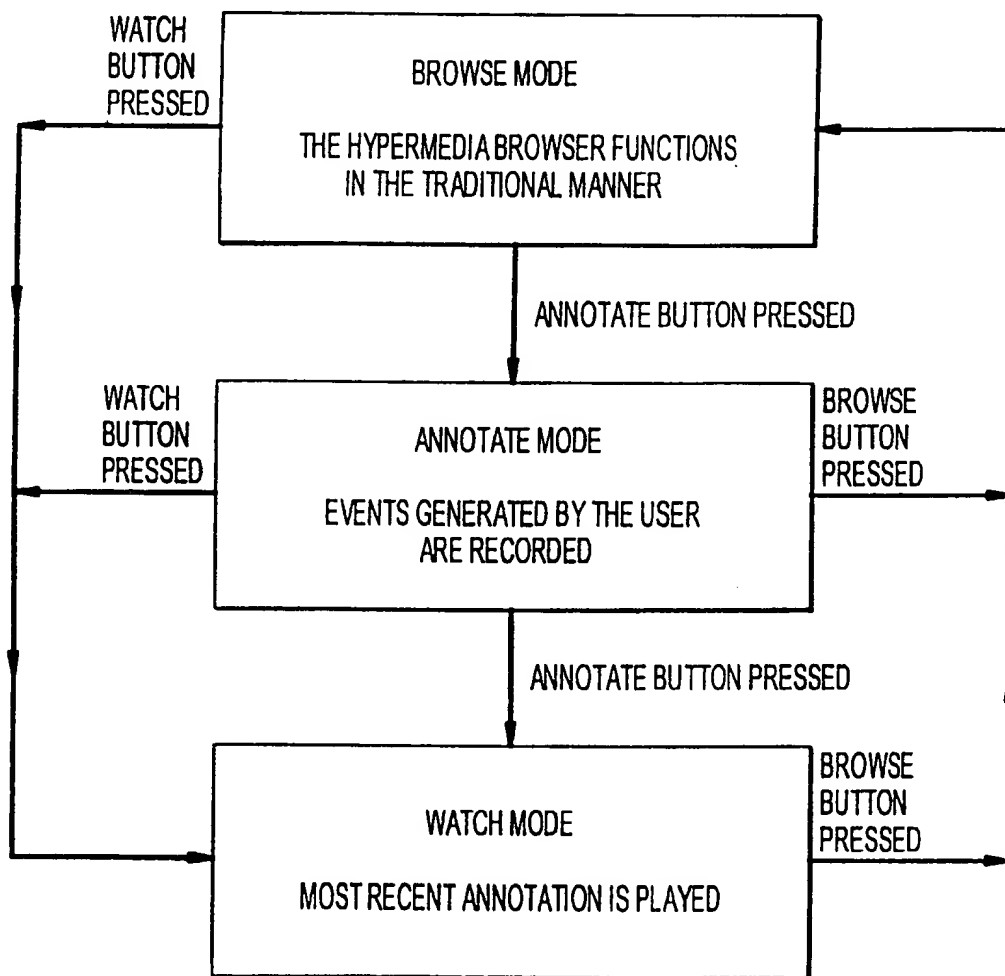 WATCH
BUTTON
PRESSED
BROWSE MODE
THE HYPERMEDIA BROWSER FUNCTIONS
IN THE TRADITIONAL MANNER
ANNOTATE BUTTON PRESSED
WATCH
BUTTON
PRESSED
ANNOTATE MODE
EVENTS GENERATED BY THE USER
ARE RECORDED
BROWSE
BUTTON
PRESSED
ANNOTATE BUTTON PRESSED
WATCH MODE
MOST RECENT ANNOTATION IS PLAYED
BROWSE
BUTTON
PRESSED